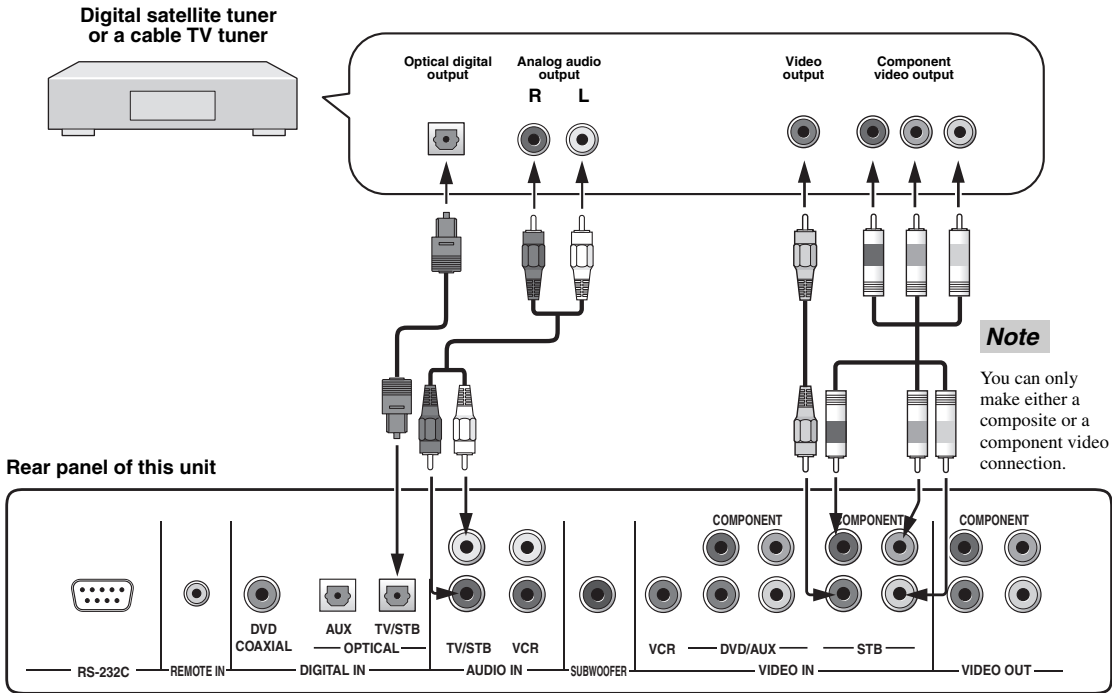 Digital satellite tuner
or a cable TV tuner
Optical digital
output
Analog audio
output
R L
Video
output
Component
video output
Note
You can only
make either a
composite or a
component video
connection.
Rear panel of this unit
COMPONENT COMPONENT COMPONENT
DVD
COAXIAL
AUX TV/STB
OPTICAL
TV/STB VCR
VCR DVD/AUX STB
RS-232C REMOTE IN DIGITAL IN AUDIO IN SUBWOOFER VIDEO IN VIDEO OUT